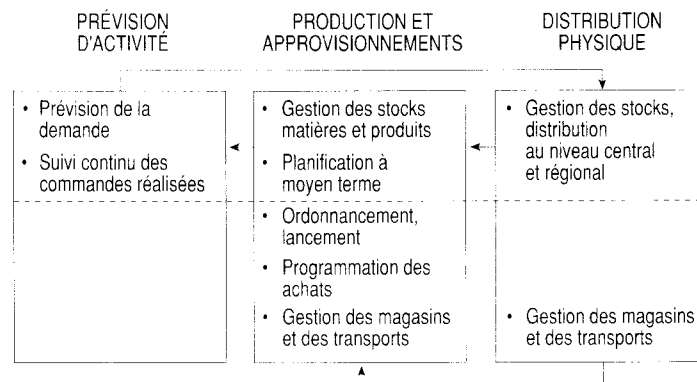 PRÉVISION
D'ACTIVITÉ
PRODUCTION ET
APPROVISIONNEMENTS
DISTRIBUTION
PHYSIQUE
• Prévision de la
demande
• Suivi continu des
commandes réalisées
• Gestion des stocks
matières et produits
• Planification à
moyen terme
• Ordonnancement,
lancement
• Programmation des
achats
• Gestion des magasins
et des transports
• Gestion des stocks,
distribution
au niveau central
et régional
• Gestion des magasins
et des transports